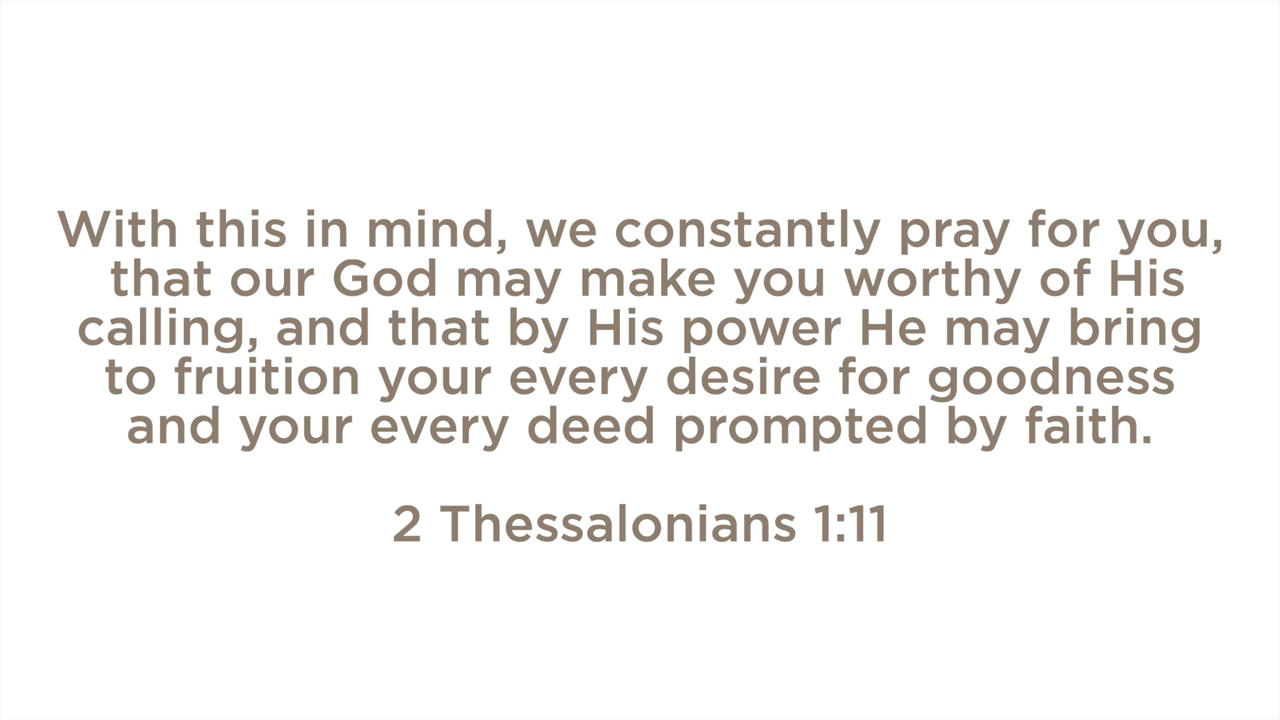 With this in mind, we constantly pray for you,
that our God may make you worthy of His
calling, and that by His power He may bring
to fruition your every desire for goodness
and your every deed prompted by faith.
2 Thessalonians 1:11